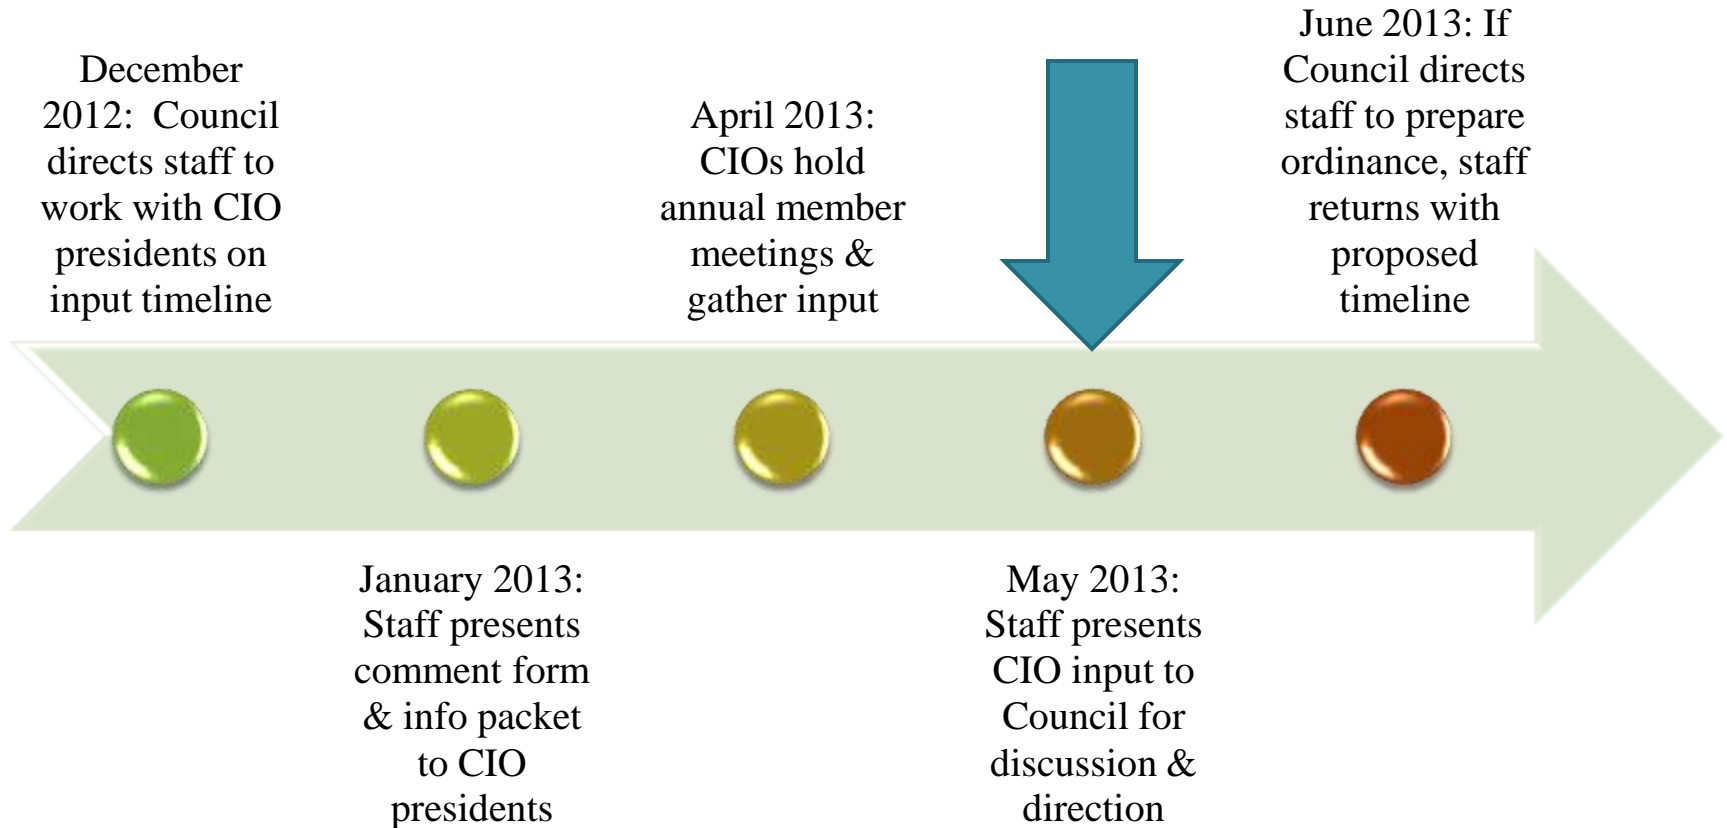 December
2012:  Council
directs staff to
work with CIO
presidents on
input timeline
January 2013:
Staff presents
comment form
& info packet
to CIO
presidents
April 2013:
CIOs hold
annual member
meetings &
gather input
May 2013:
Staff presents
CIO input to
Council for
discussion &
direction
June 2013: If
Council directs
staff to prepare
ordinance, staff
returns with
proposed
timeline